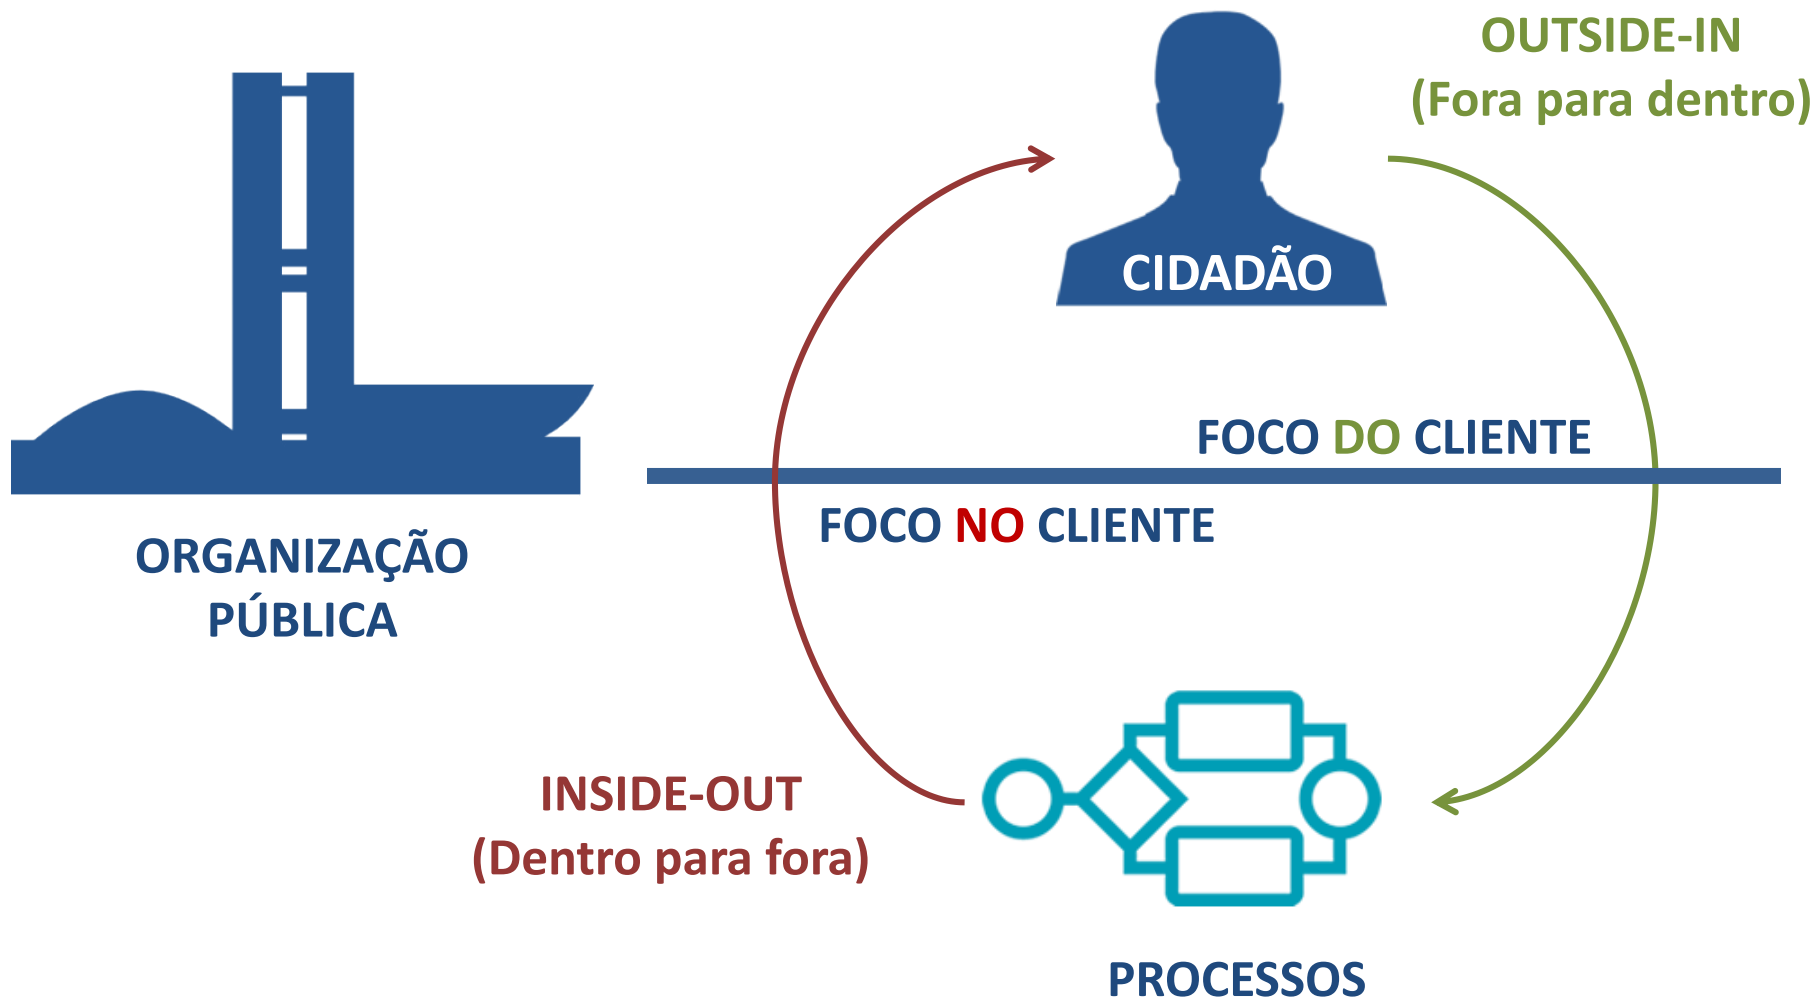 OUTSIDE-IN
(Fora para dentro)
CIDADÃO
FOCO DO CLIENTE
FOCO NO CLIENTE
ORGANIZAÇÃO
PÚBLICA
INSIDE-OUT
(Dentro para fora)
PROCESSOS